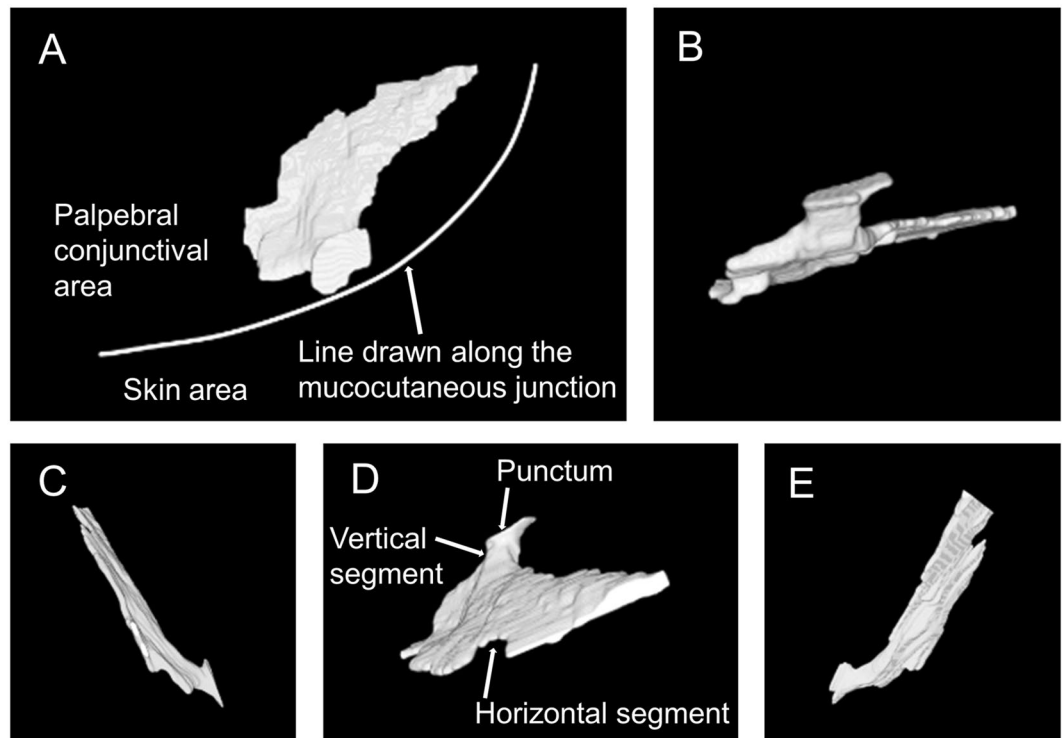 A
Palpebral
conjunctival
area
Line drawn along the
mucocutaneous junction
Skin area
B
C
D
Punctum
Vertical
segment
Horizontal segment
E